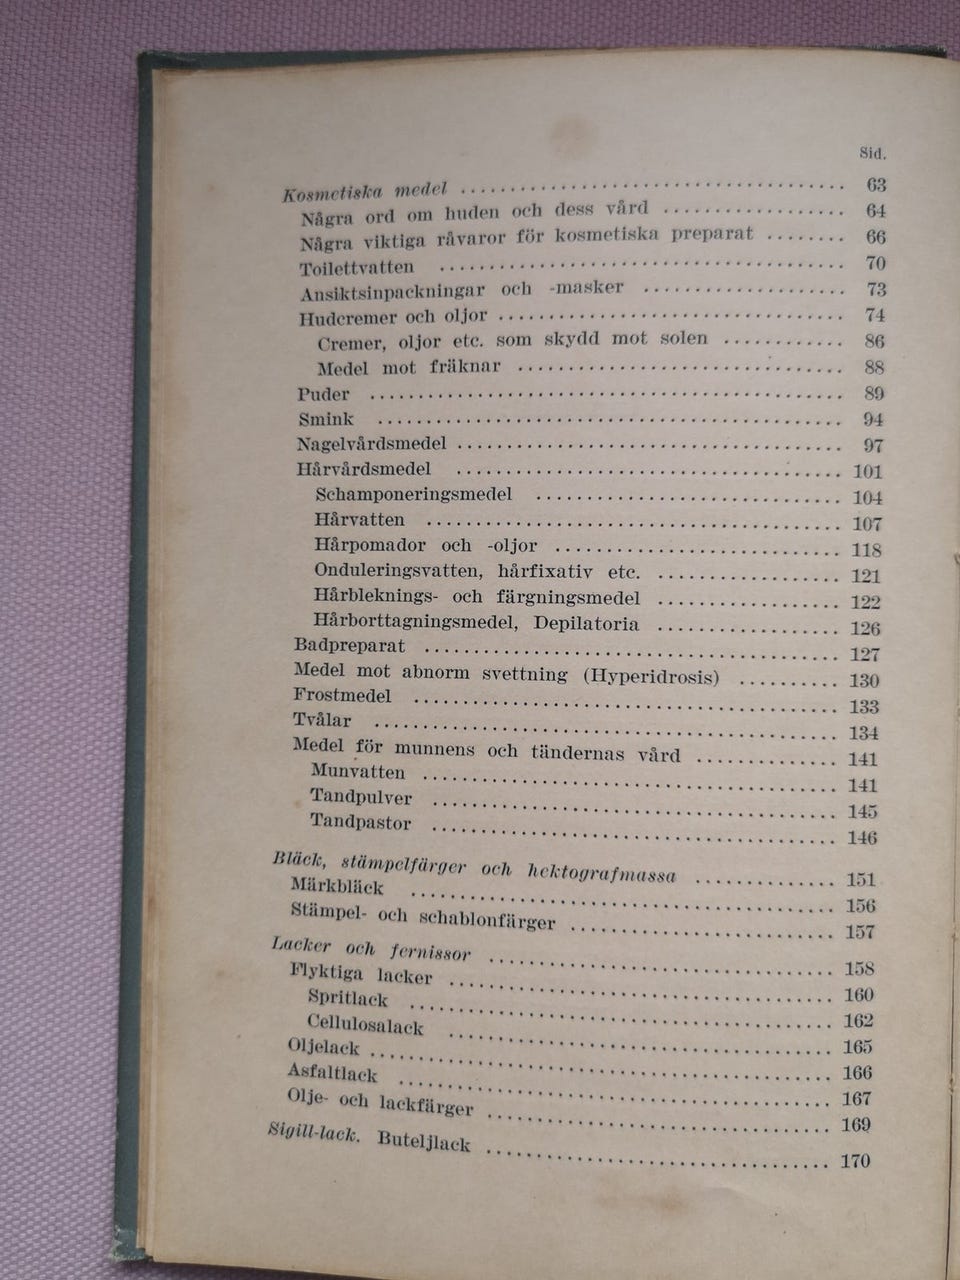 Sid.
Kosmetiska medel ........ 63
Några ord om huden och dess vård ........ 64
Några viktiga råvaror för kosmetiska preparat ........ 66
Toilettvatten ........ 70
Ansiktsinpackningar och -masker ........ 73
Hudcremer och oljor ........ 74
Cremer, oljor etc. som skydd mot solen ........ 86
Medel mot fräknar ........ 88
Puder ........ 89
Smink ........ 94
Nagelvårdsmedel ........ 97
Hårvårdsmedel ........ 101
Schamponeringsmedel ........ 104
Hårvatten ........ 107
Hårpomador och -oljor ........ 118
Onduleringsvatten, hårfixativ etc. ........ 121
Hårbleknings- och färgningsmedel ........ 122
Hårborttagningsmedel, Depilatoria ........ 126
Badpreparat ........ 127
Medel mot abnorm svettning (Hyperidrosis) ........ 130
Frostmedel ........ 133
Tvålar ........ 134
Medel för munnens och tändernas vård ........ 141
Munvatten ........ 141
Tandpulver ........ 145
Tandpastor ........ 146
Bläck, stämpelfärger och hektografmassa ........ 151
Märkbläck ........ 156
Stämpel- och schablonfärger ........ 157
Lacker och fernissor ........ 158
Flyktiga lacker ........ 160
Spritlack ........ 162
Cellulosalack ........ 165
Oljelack ........ 166
Asfaltlack ........ 167
Olje- och lackfärger ........ 169
Sigill-lack. Buteljlack ........ 170